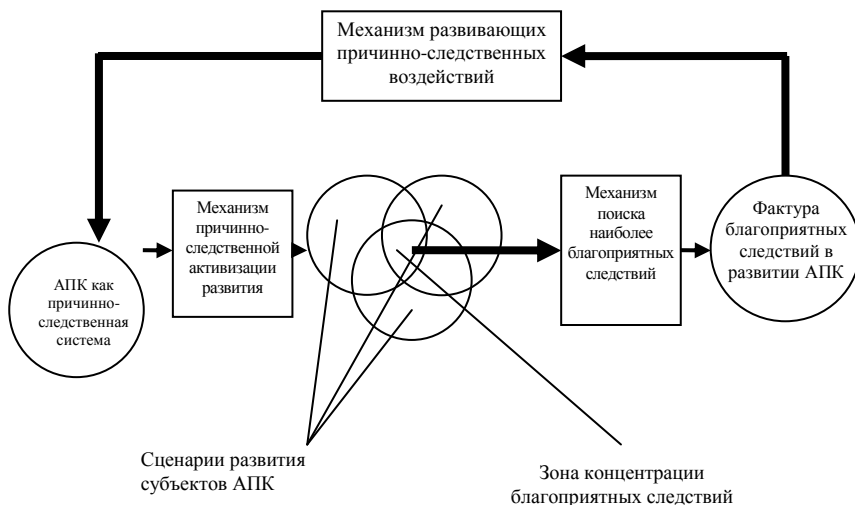 Механизм развивающих
причинно-следственных
воздействий
АПК как
причинно-
следственная
система
Механизм
причинно-
следственной
активизации
развития
Механизм
поиска
наиболее
благоприятных
следствий
Фактура
благоприятных
следствий в
развитии АПК
Сценарии развития
субъектов АПК
Зона концентрации
благоприятных следствий